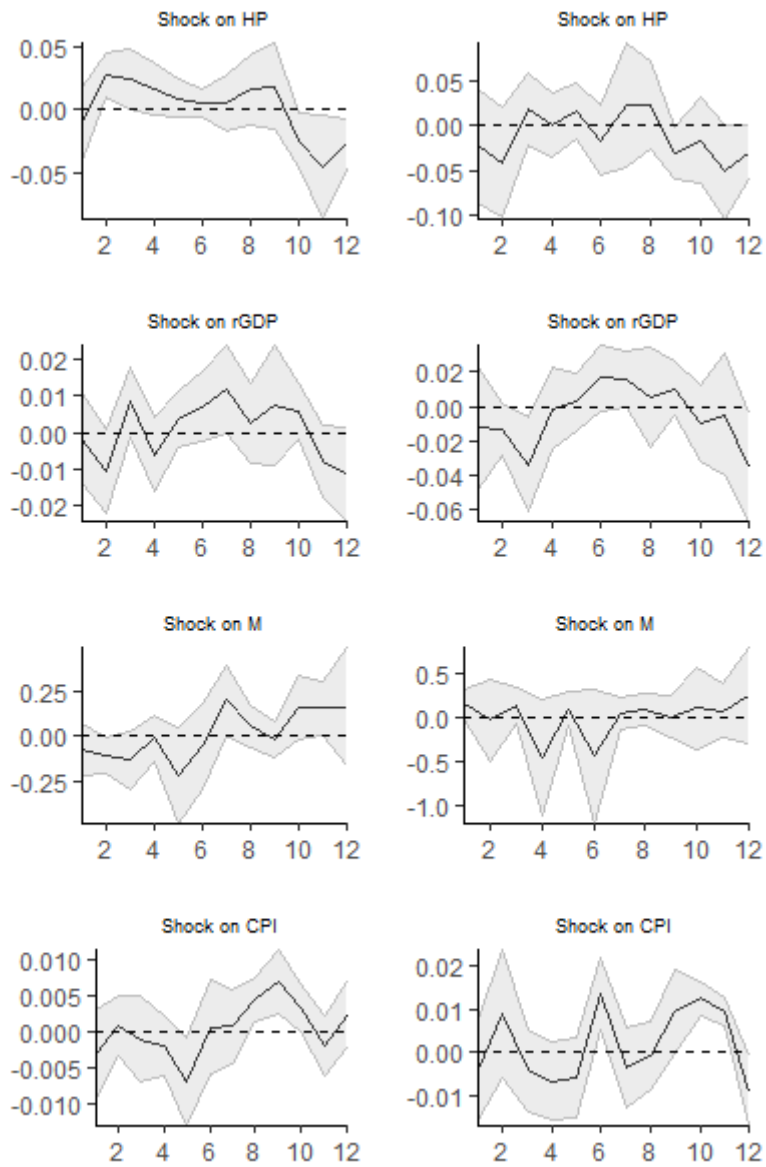 Shock on HP
0.05
0.00
-0.05
2 4 6 8 10 12
Shock on HP
0.05
0.00
-0.05
-0.10
2 4 6 8 10 12
Shock on rGDP
0.02
0.01
0.00
-0.01
-0.02
2 4 6 8 10 12
Shock on rGDP
0.02
0.00
-0.02
-0.04
-0.06
2 4 6 8 10 12
Shock on M
0.25
0.00
-0.25
2 4 6 8 10 12
Shock on M
0.5
0.0
-0.5
-1.0
2 4 6 8 10 12
Shock on CPI
0.010
0.005
0.000
-0.005
-0.010
2 4 6 8 10 12
Shock on CPI
0.02
0.01
0.00
-0.01
2 4 6 8 10 12